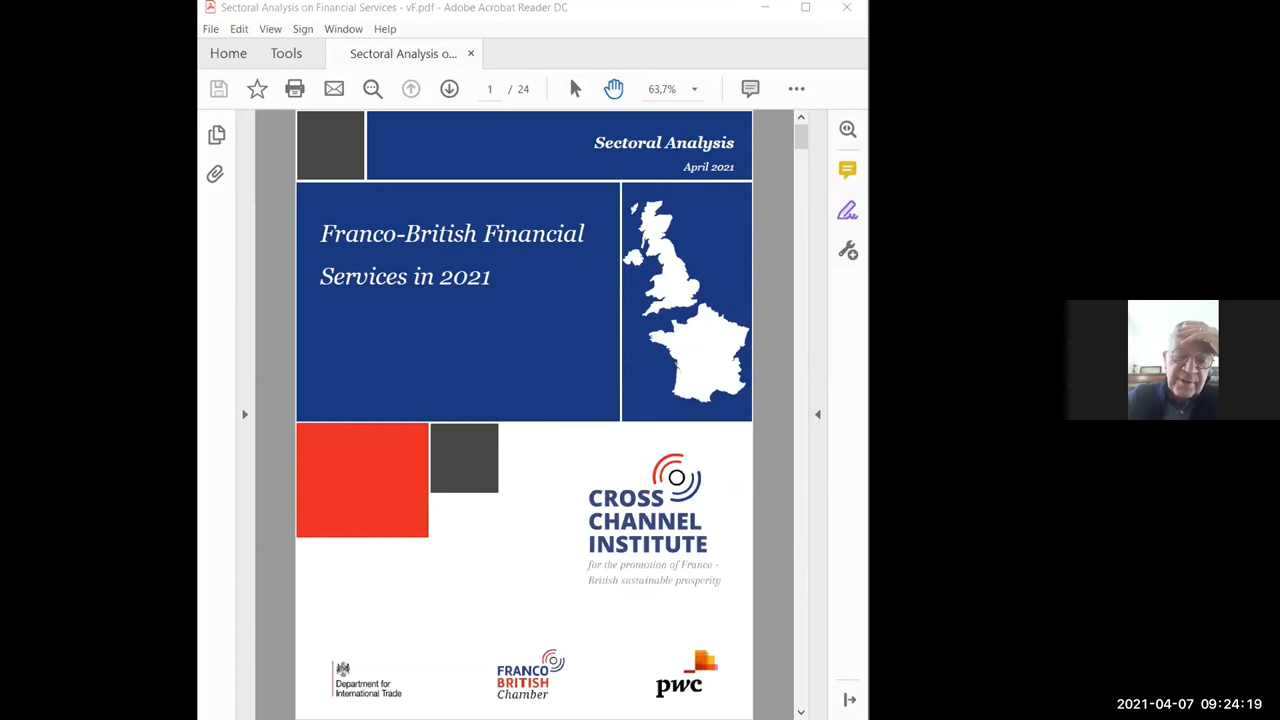 Sectoral Analysis on Financial Services - vF.pdf - Adobe Acrobat Reader DC
File Edit View Sign Window Help
Home Tools Sectoral Analysis o... ×
1 / 24 63,7%
Sectoral Analysis
April 2021
Franco-British Financial
Services in 2021
CROSS
CHANNEL
INSTITUTE
for the promotion of Franco -
British sustainable prosperity
Department for
International Trade
FRANCO
BRITISH
Chamber
pwc
2021-04-07 09:24:19